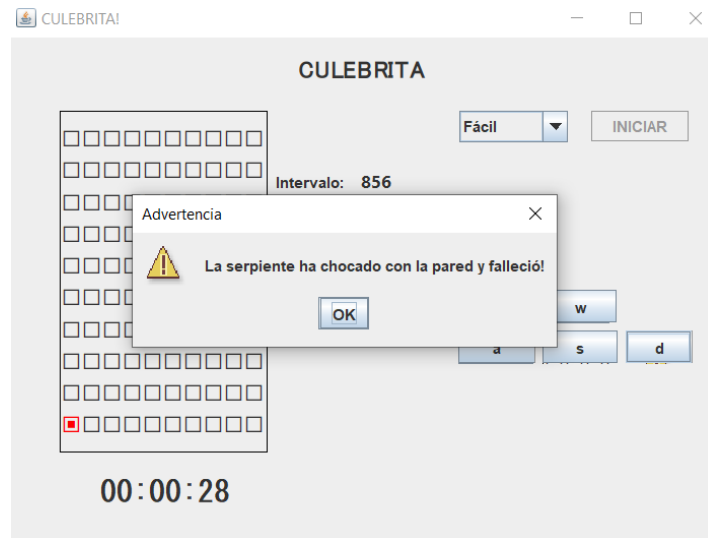 CULEBRITA!
CULEBRITA
Fácil
INICIAR
Intervalo: 856
Advertencia
La serpiente ha chocado con la pared y falleció!
OK
w
a s d
00:00:28